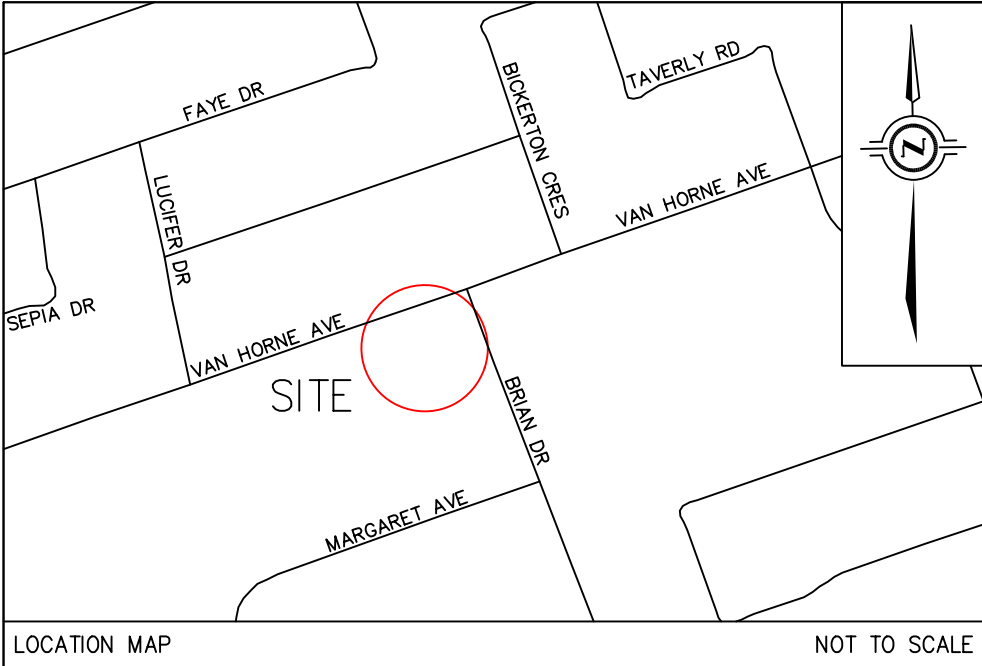 TAVERLY RD
FAYE DR
BICKERTON CRES
LUCIFER DR
VAN HORNE AVE
N
SEPIA DR
VAN HORNE AVE
SITE
BRIAN DR
MARGARET AVE
LOCATION MAP
NOT TO SCALE